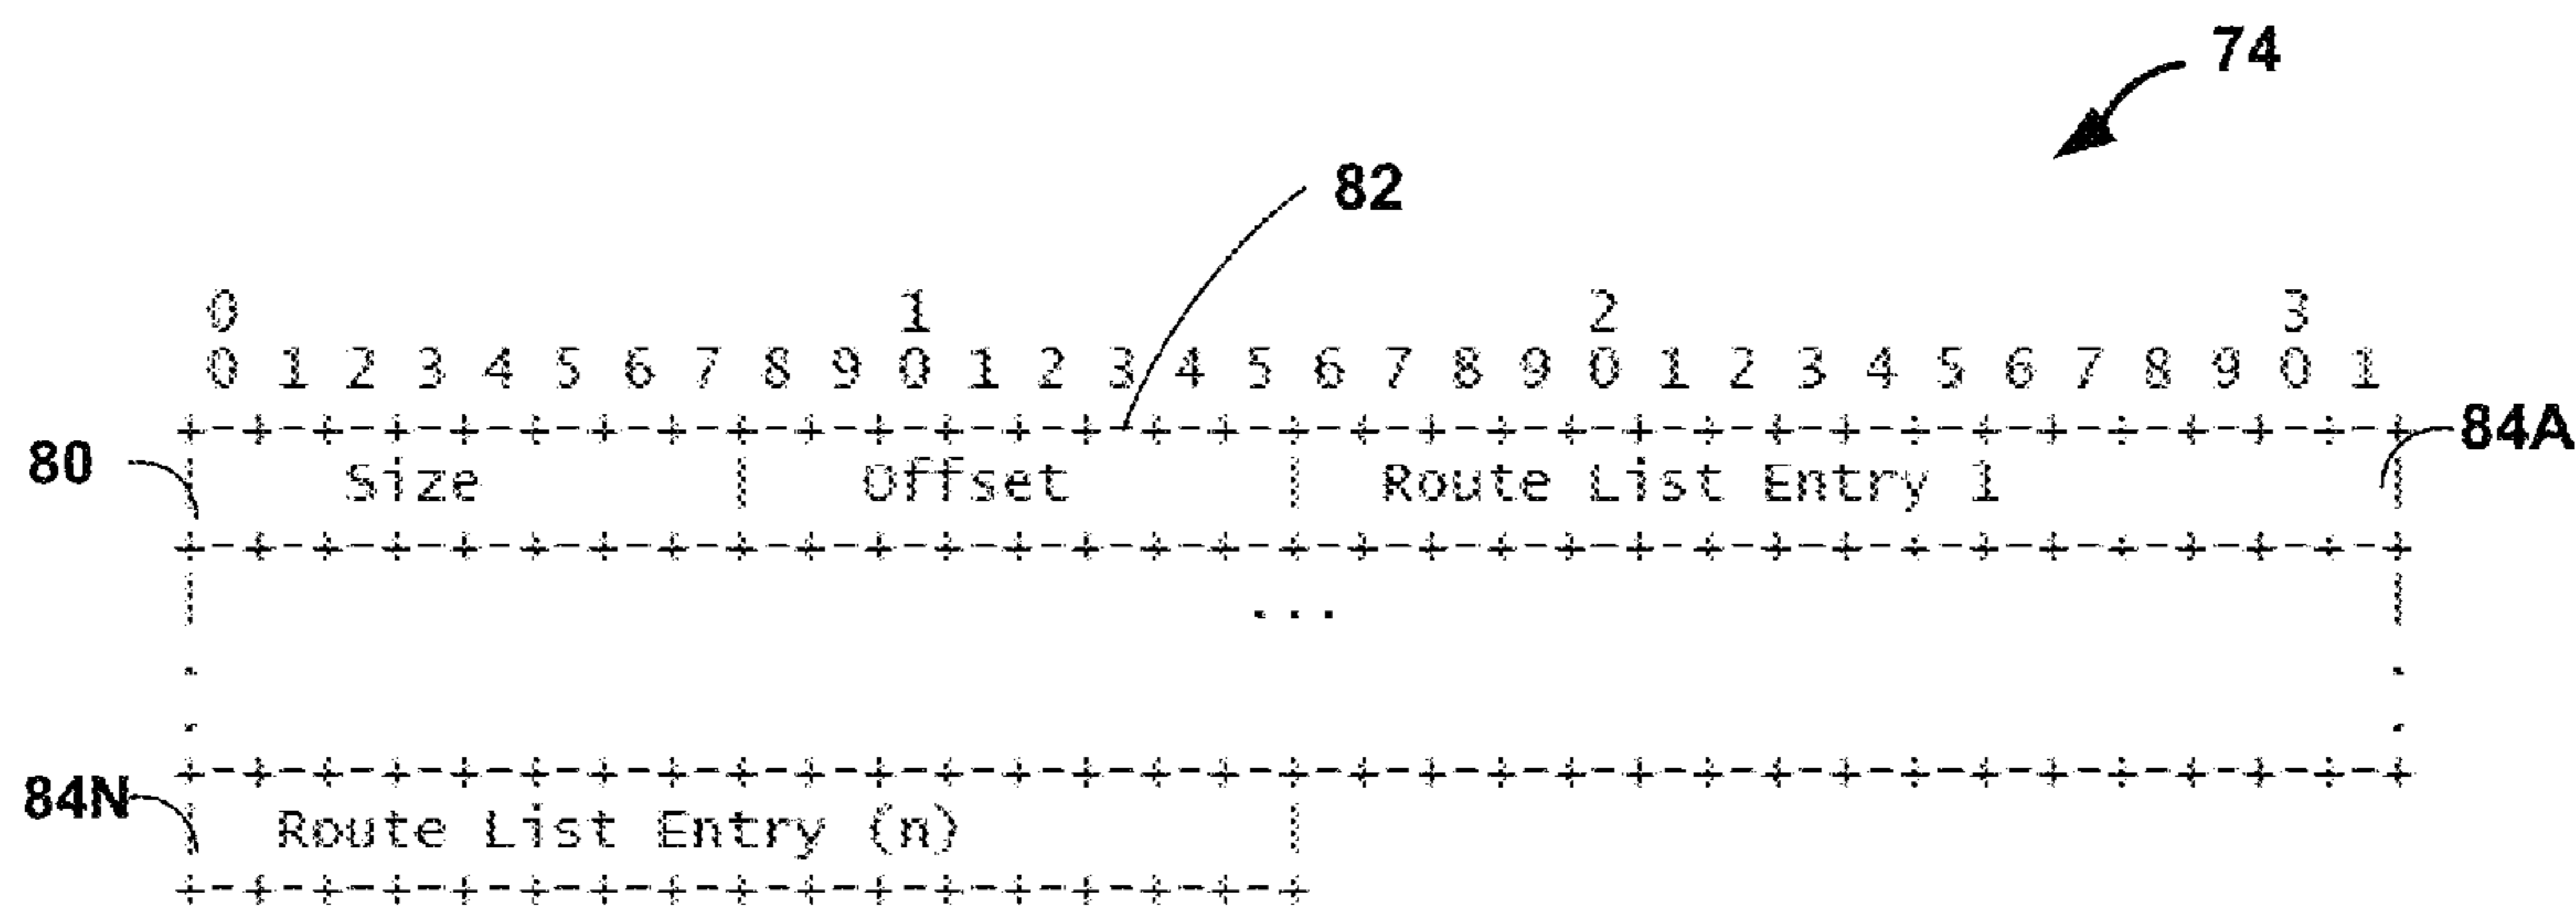 74
82
0 1 2 3
0 1 2 3 4 5 6 7 8 9 0 1 2 3 4 5 6 7 8 9 0 1 2 3 4 5 6 7 8 9 0 1
+-+-+-+-+-+-+-+-+-+-+-+-+-+-+-+-+-+-+-+-+-+-+-+-+-+-+-+-+-+-+-+-+ 84A
80 | Size | Offset | Route List Entry 1 |
+-+-+-+-+-+-+-+-+-+-+-+-+-+-+-+-+-+-+-+-+-+-+-+-+-+-+-+-+-+-+-+-+
| ... |
. .
. .
+-+-+-+-+-+-+-+-+-+-+-+-+-+-+-+-+-+-+-+-+-+-+-+-+-+-+-+-+-+-+-+-+
84N | Route List Entry (n) |
+-+-+-+-+-+-+-+-+-+-+-+-+-+-+-+-+